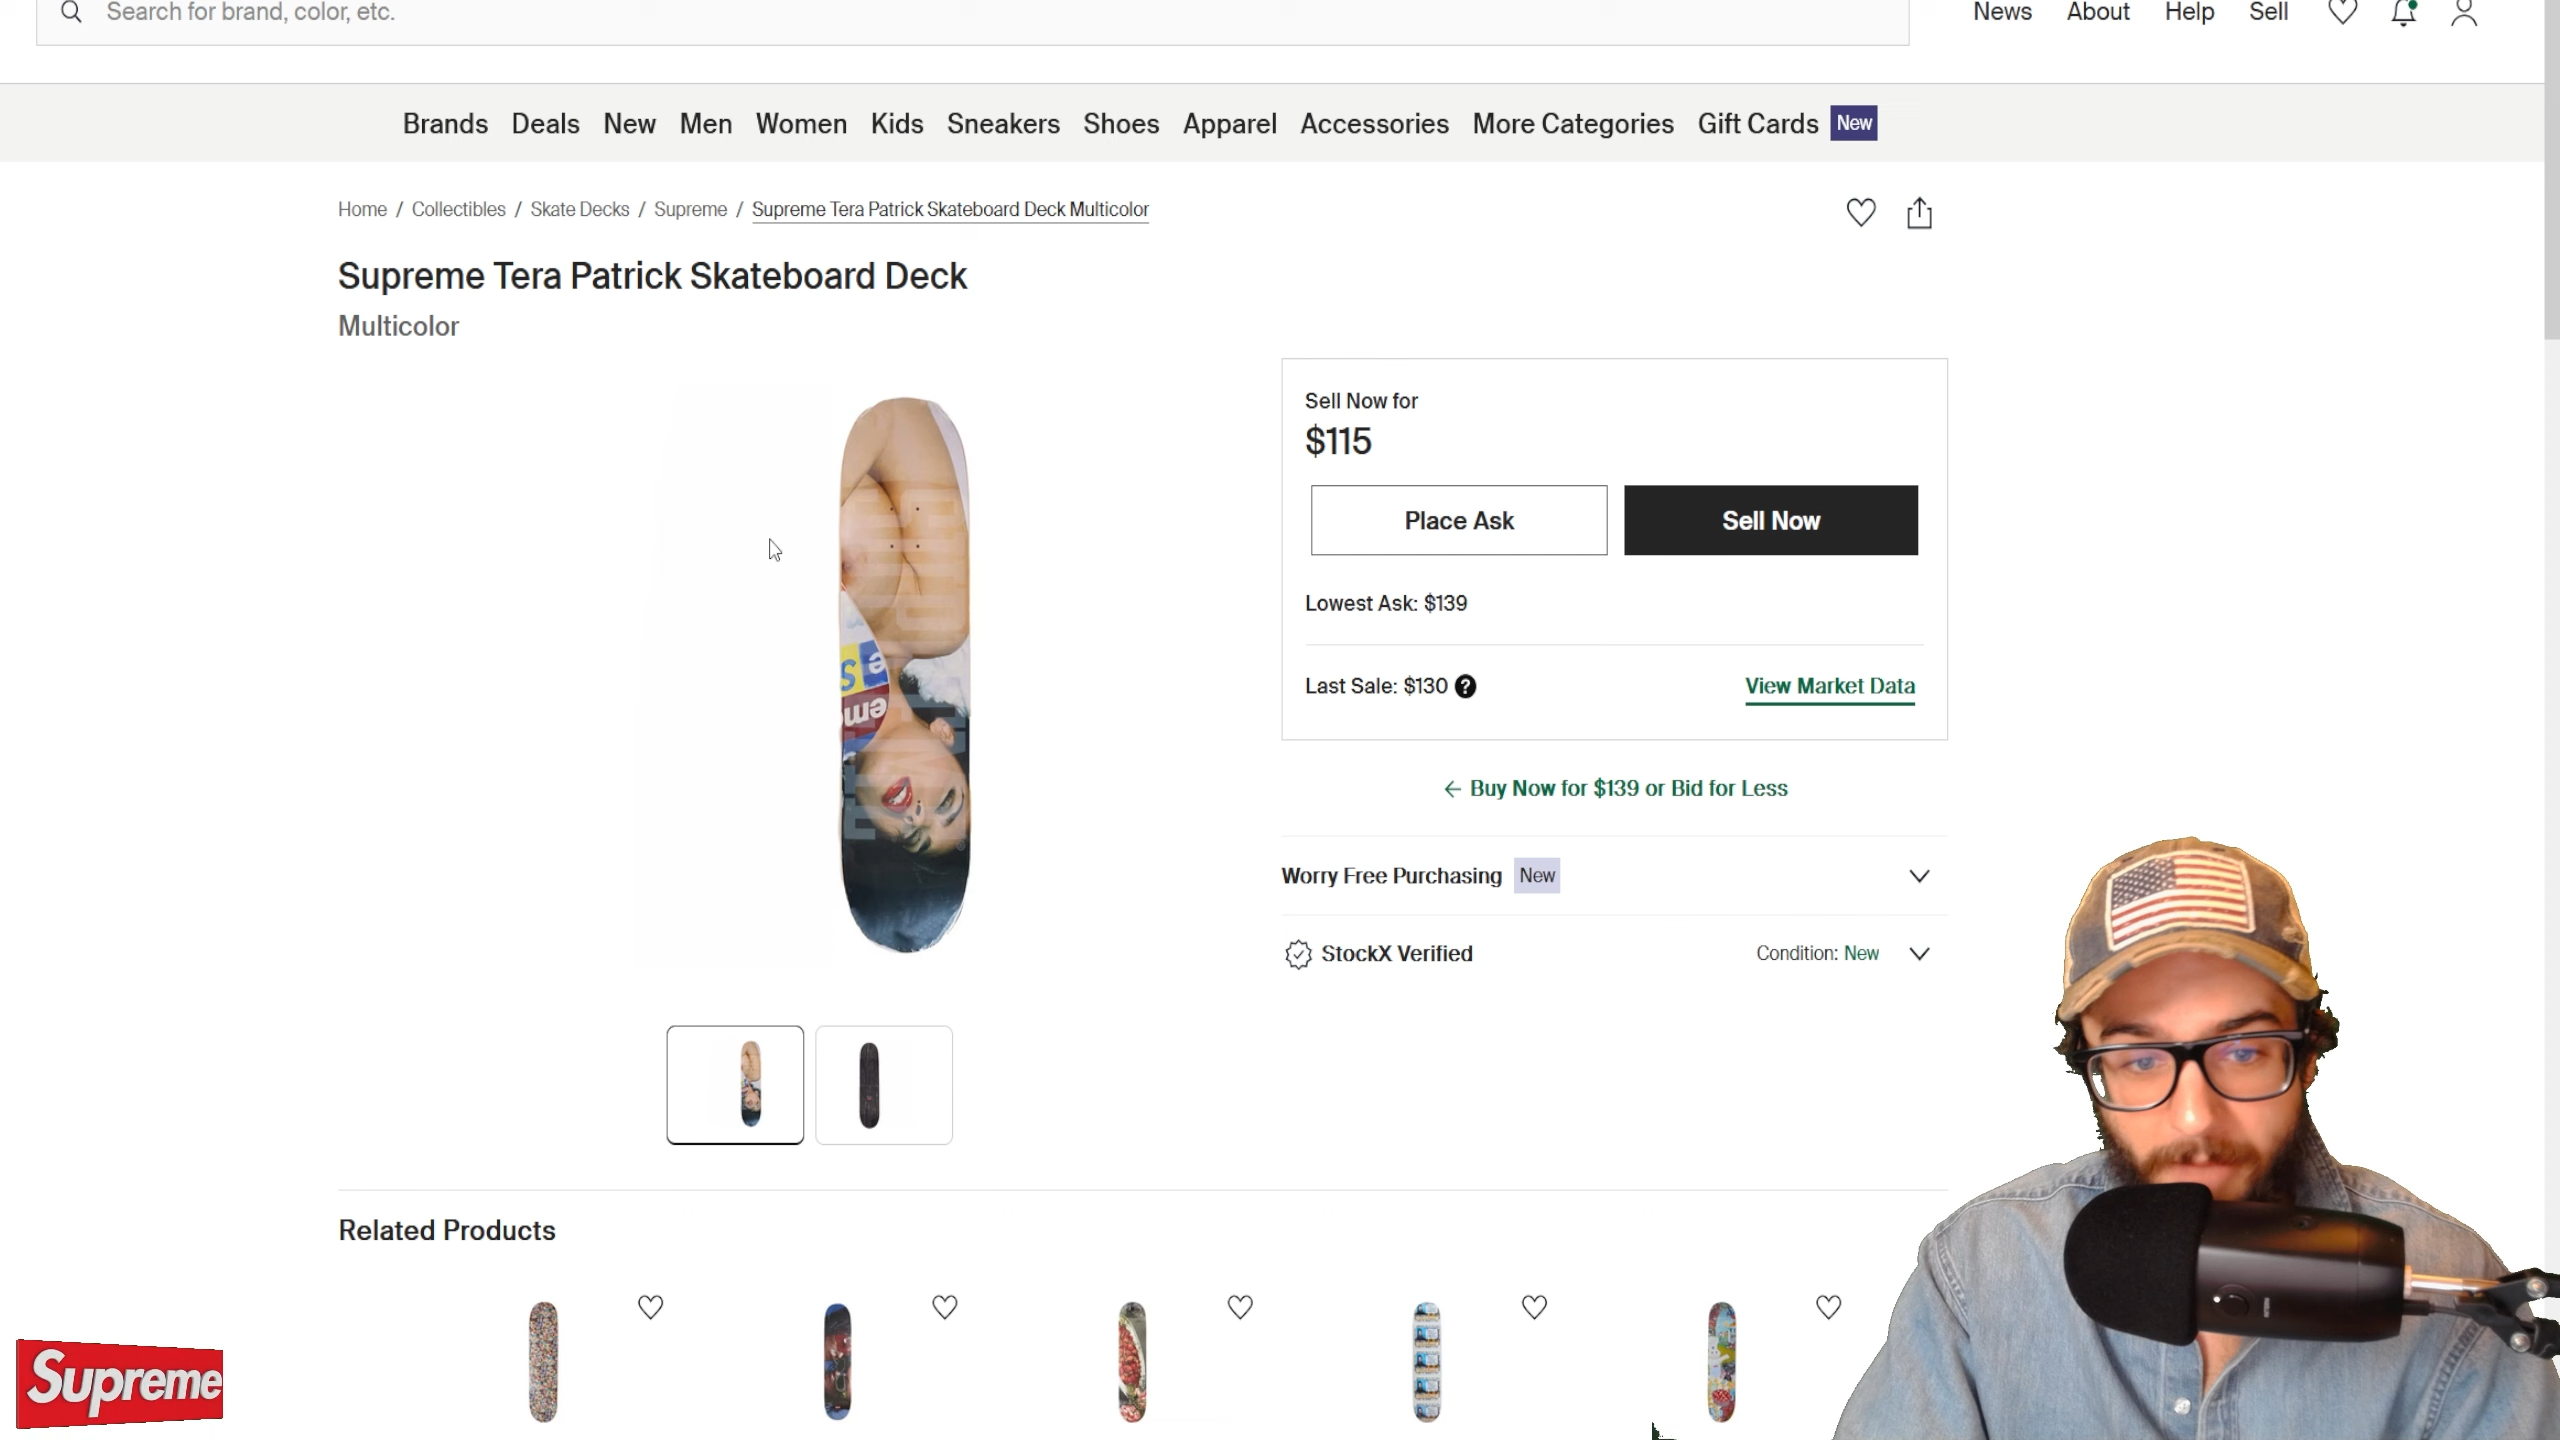 Search for brand, color, etc.
News About Help Sell
Brands Deals New Men Women Kids Sneakers Shoes Apparel Accessories More Categories Gift Cards New
Home / Collectibles / Skate Decks / Supreme / Supreme Tera Patrick Skateboard Deck Multicolor
Supreme Tera Patrick Skateboard Deck
Multicolor
Sell Now for
$115
Place Ask Sell Now
Lowest Ask: $139
Last Sale: $130 ? View Market Data
← Buy Now for $139 or Bid for Less
Worry Free Purchasing New
StockX Verified Condition: New
Related Products
Supreme